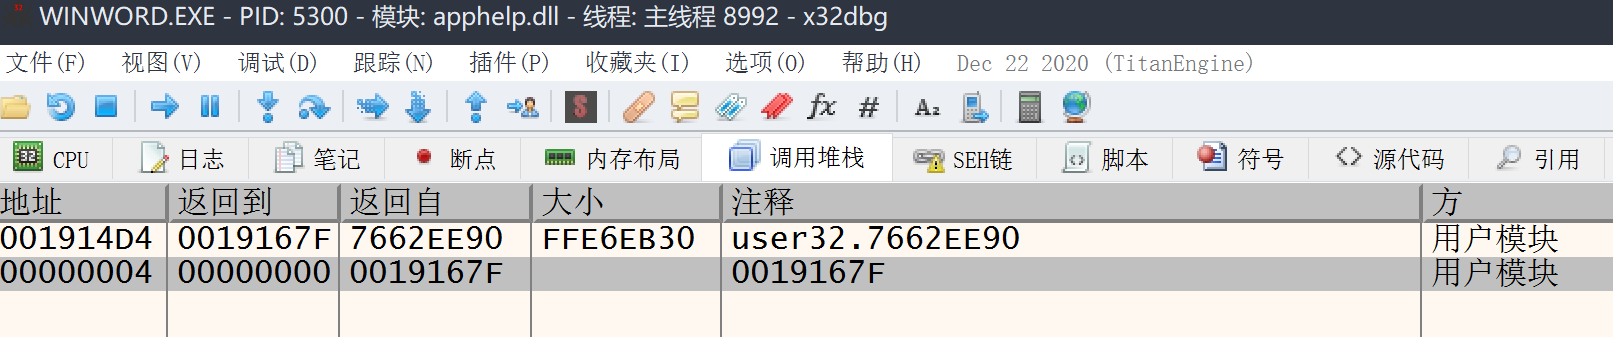 WINWORD.EXE - PID: 5300 - 模块: apphelp.dll - 线程: 主线程 8992 - x32dbg
文件(F) 视图(V) 调试(D) 跟踪(N) 插件(P) 收藏夹(I) 选项(O) 帮助(H) Dec 22 2020 (TitanEngine)
S fx # Az
32 CPU 日志 笔记 断点 内存布局 调用堆栈 SEH链 脚本 符号 源代码 引用
地址 返回到 返回自 大小 注释 方
001914D4 0019167F 7662EE90 FFE6EB30 user32.7662EE90 用户模块
00000004 00000000 0019167F 0019167F 用户模块